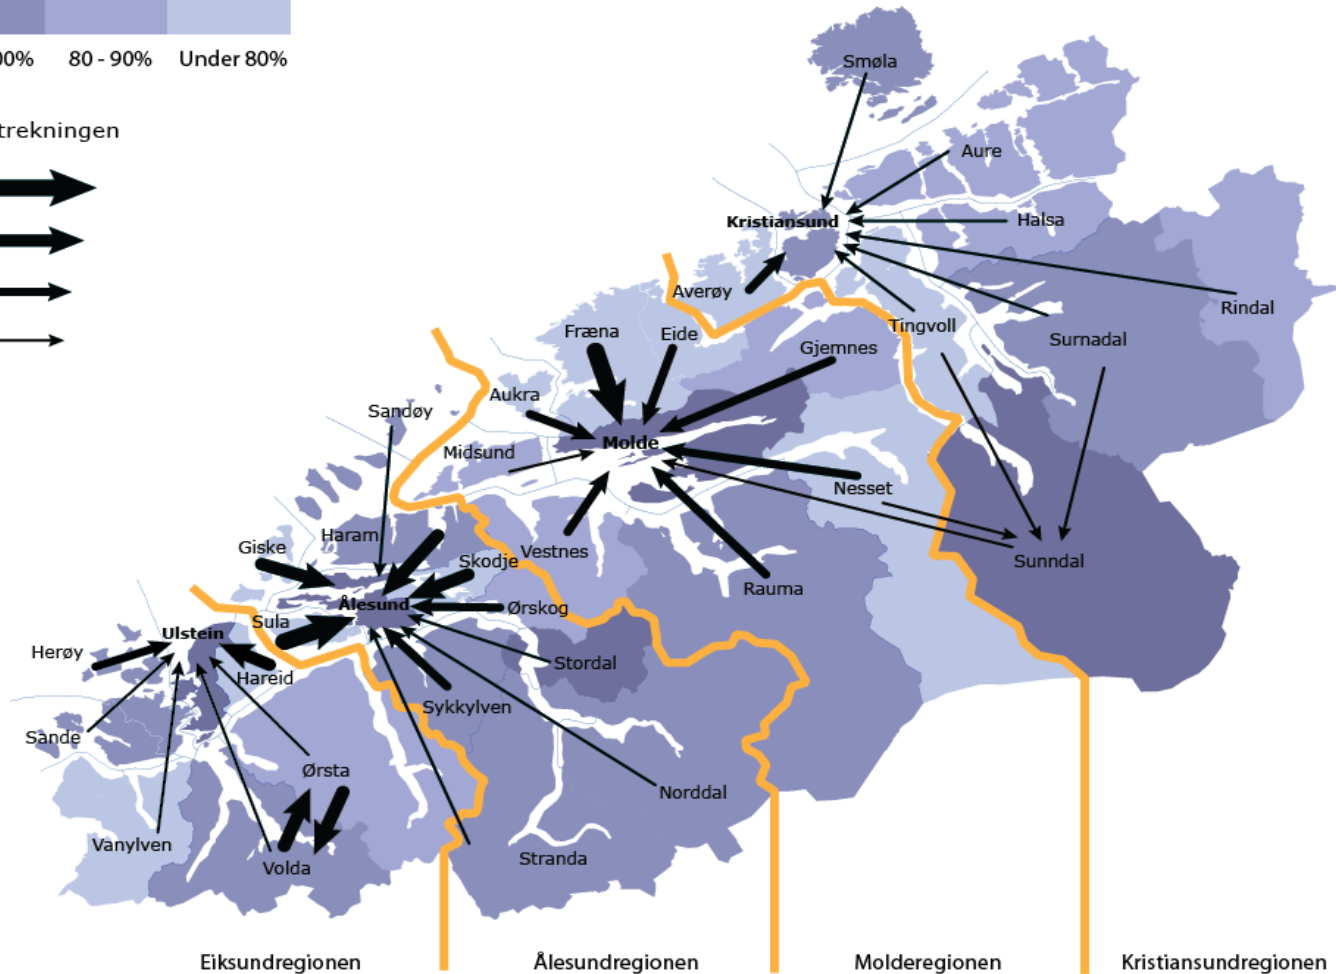 80 - 90%
Under 80%
trekningen
Smøla
Aure
Kristiansund
Halsa
Averøy
Rindal
Tingvoll
Surnadal
Fræna
Eide
Gjemnes
Aukra
Sandøy
Molde
Midsund
Nesset
Haram
Giske
Vestnes
Skodje
Sunndal
Rauma
Ålesund
Ørskog
Sula
Ulstein
Herøy
Stordal
Hareid
Sykkylven
Sande
Ørsta
Norddal
Vanylven
Volda
Stranda
Eiksundregionen
Ålesundregionen
Molderegionen
Kristiansundregionen